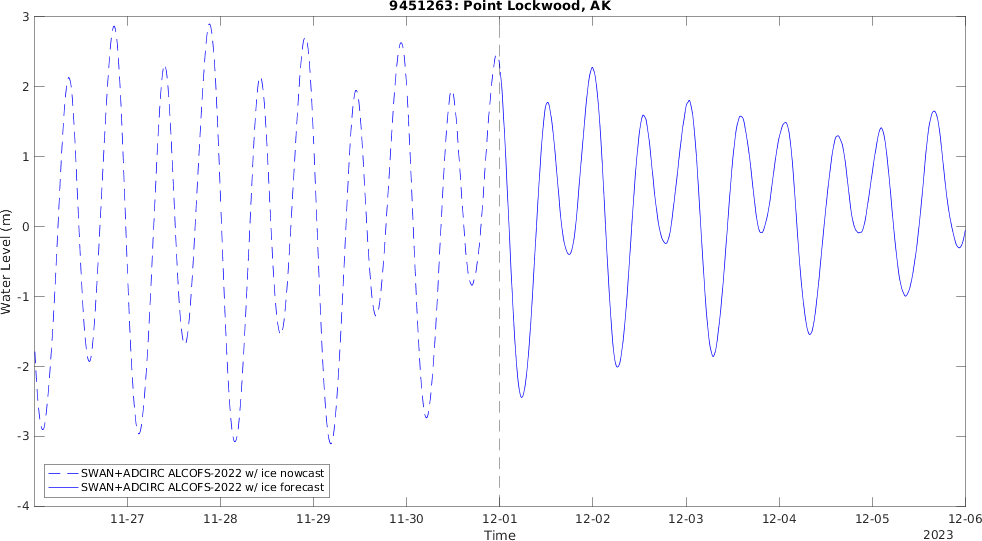 9451263: Point Lockwood, AK
3
2
1
0
-1
-2
-3
-4
Water Level (m)
SWAN+ADCIRC ALCOFS-2022 w/ ice nowcast
SWAN+ADCIRC ALCOFS-2022 w/ ice forecast
11-27 11-28 11-29 11-30 12-01 12-02 12-03 12-04 12-05 12-06
Time
2023